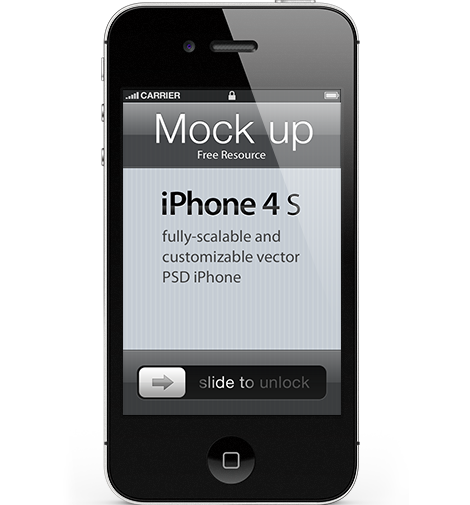 CARRIER
Mock up
Free Resource
iPhone 4 S
fully-scalable and
customizable vector
PSD iPhone
slide to unlock